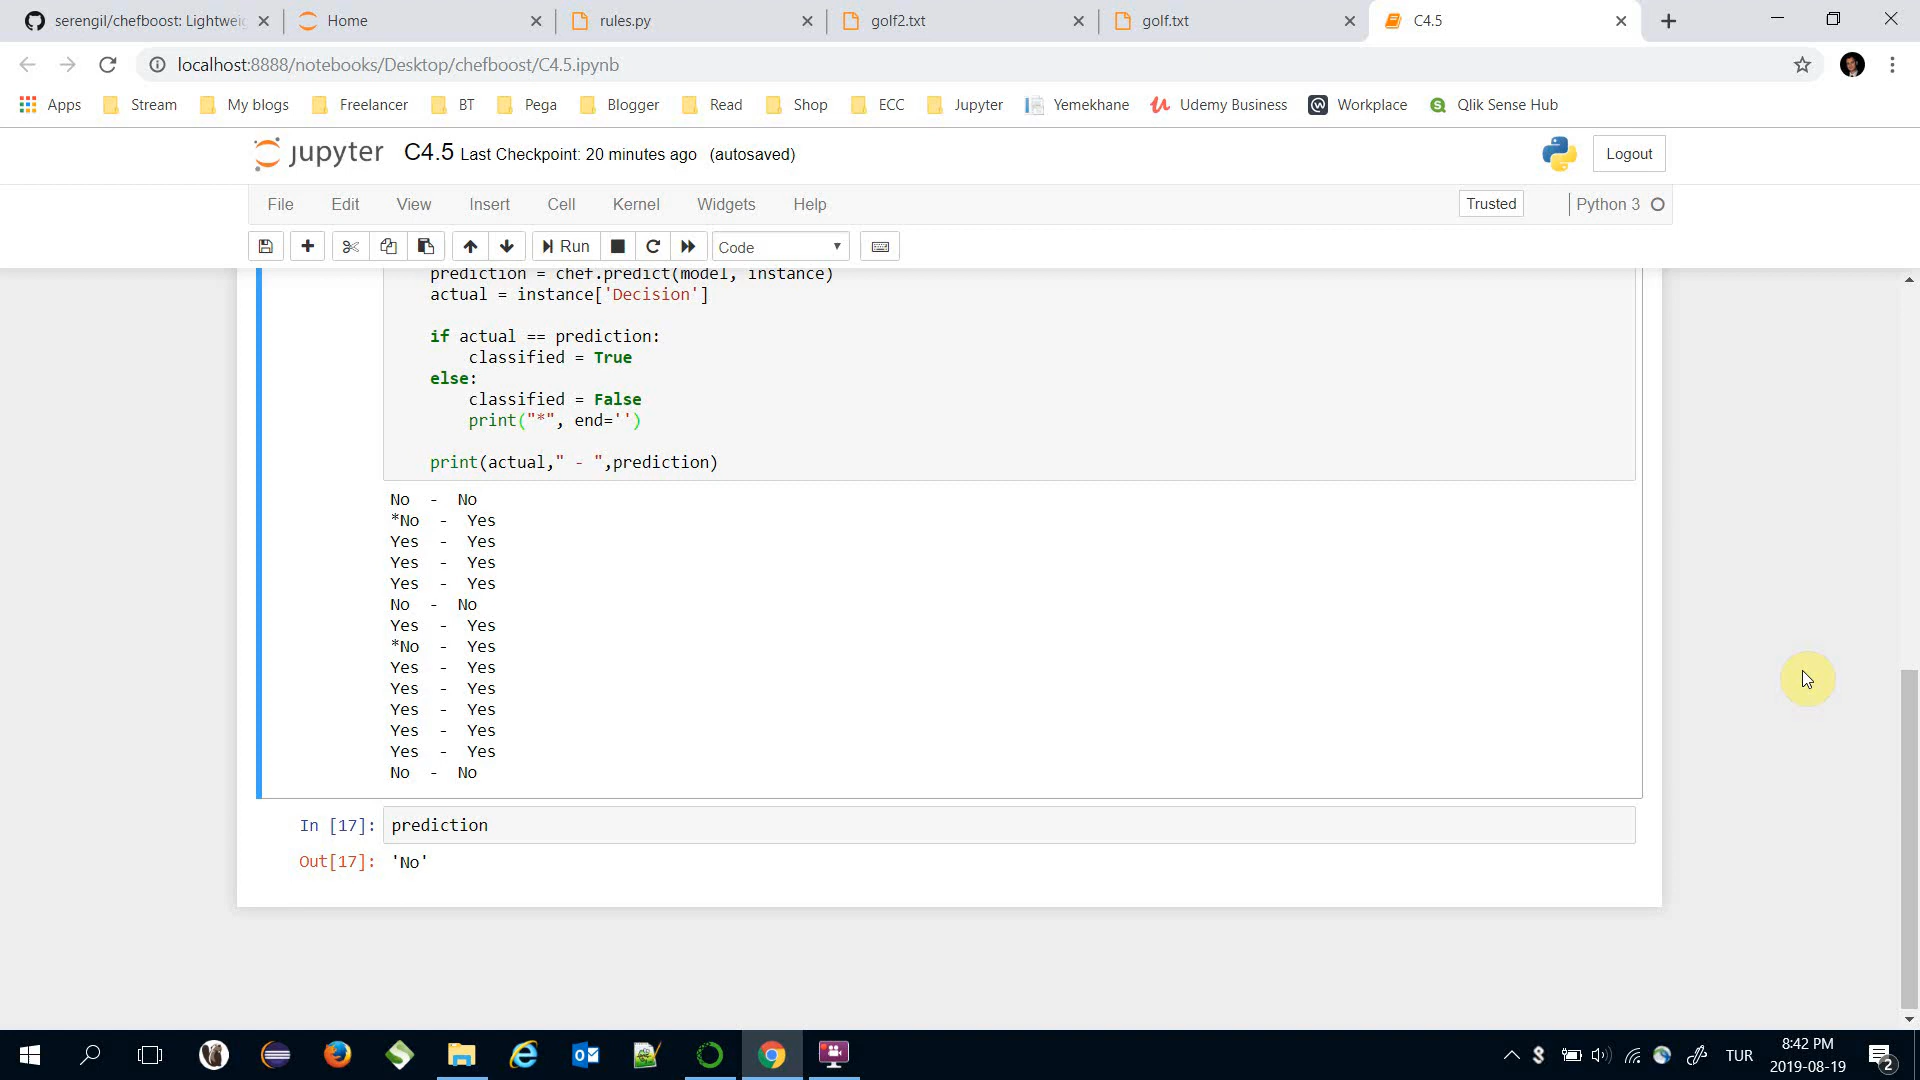 serengil/chefboost: Lightwei
Home
rules.py
golf2.txt
golf.txt
C4.5
localhost:8888/notebooks/Desktop/chefboost/C4.5.ipynb
Apps Stream My blogs Freelancer BT Pega Blogger Read Shop ECC Jupyter Yemekhane Udemy Business Workplace Qlik Sense Hub
jupyter C4.5 Last Checkpoint: 20 minutes ago (autosaved) Logout
File Edit View Insert Cell Kernel Widgets Help Trusted Python 3
Run Code
prediction = chef.predict(model, instance)
actual = instance['Decision']
if actual == prediction:
classified = True
else:
classified = False
print("*", end='')
print(actual," - ",prediction)
No - No
*No - Yes
Yes - Yes
Yes - Yes
Yes - Yes
No - No
Yes - Yes
*No - Yes
Yes - Yes
Yes - Yes
Yes - Yes
Yes - Yes
Yes - Yes
No - No
In [17]: prediction
Out[17]: 'No'
TUR
8:42 PM
2019-08-19
2